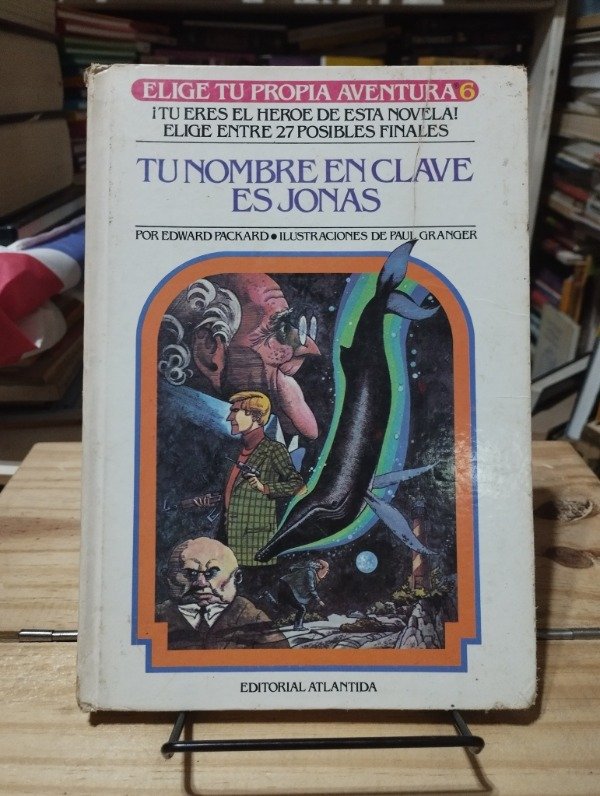 ELIGE TU PROPIA AVENTURA 6
¡TU ERES EL HEROE DE ESTA NOVELA!
ELIGE ENTRE 27 POSIBLES FINALES
TU NOMBRE EN CLAVE
ES JONAS
POR EDWARD PACKARD • ILUSTRACIONES DE PAUL GRANGER
EDITORIAL ATLANTIDA